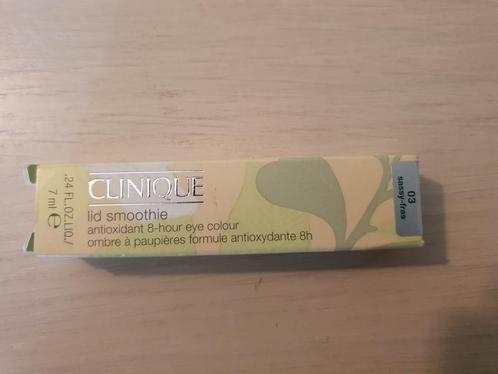 .24 FL.OZ.LIQ./
7 ml ℮
CLINIQUE
lid smoothie
antioxidant 8-hour eye colour
ombre à paupières formule antioxydante 8h
03
sassy-fras